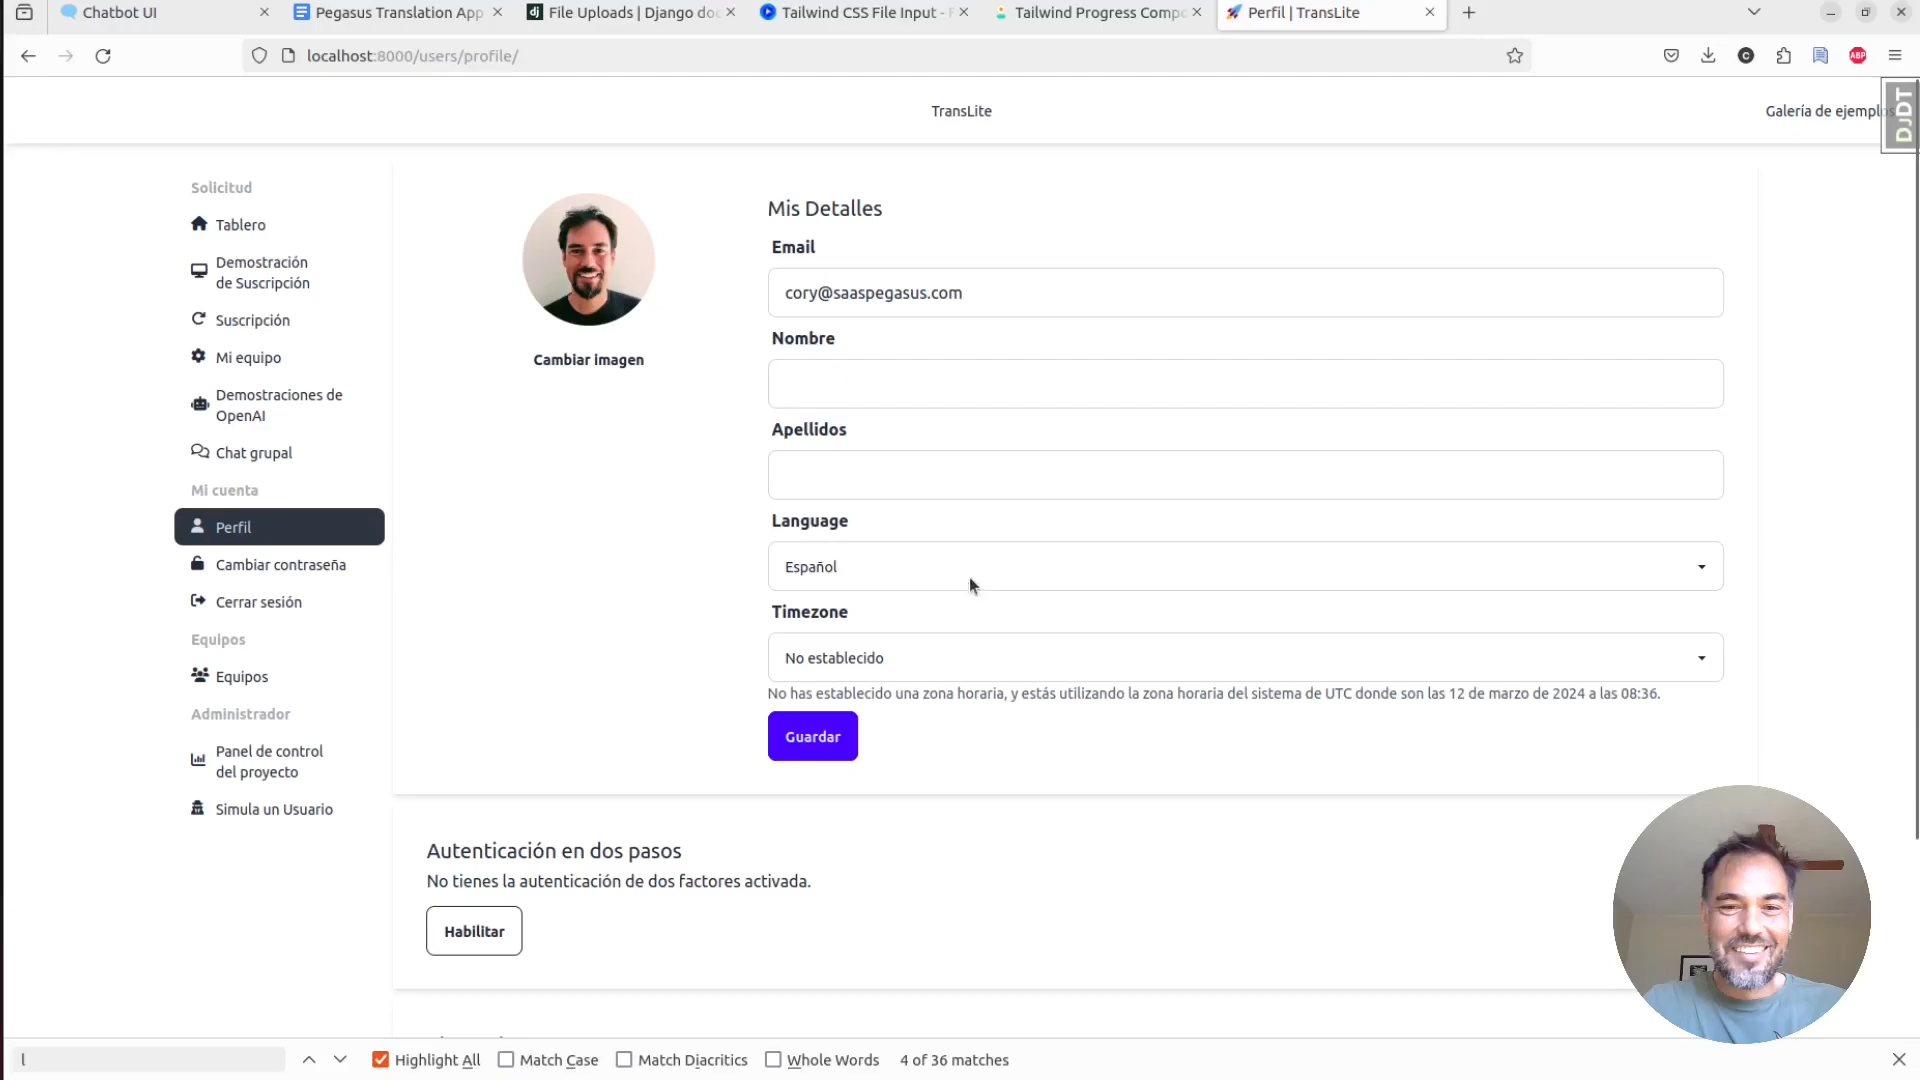 Chatbot UI
Pegasus Translation App
File Uploads | Django doc
Tailwind CSS File Input - F
Tailwind Progress Compo
Perfil | TransLite
localhost:8000/users/profile/
ABP
TransLite
Galería de ejemplos
DJDT
Solicitud
Tablero
Demostración
de Suscripción
Suscripción
Mi equipo
Demostraciones de
OpenAI
Chat grupal
Mi cuenta
Perfil
Cambiar contraseña
Cerrar sesión
Equipos
Equipos
Administrador
Panel de control
del proyecto
Simula un Usuario
Cambiar imagen
Mis Detalles
Email
cory@saaspegasus.com
Nombre
Apellidos
Language
Español
Timezone
No establecido
No has establecido una zona horaria, y estás utilizando la zona horaria del sistema de UTC donde son las 12 de marzo de 2024 a las 08:36.
Guardar
Autenticación en dos pasos
No tienes la autenticación de dos factores activada.
Habilitar
l
Highlight All
Match Case
Match Diacritics
Whole Words
4 of 36 matches